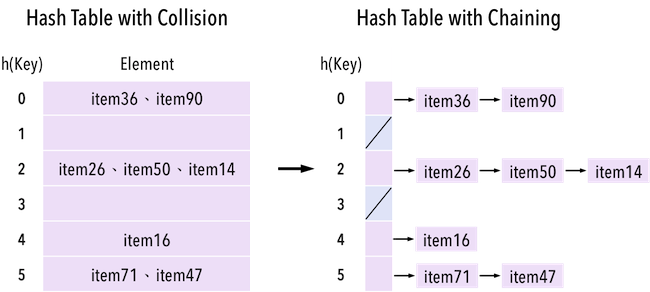 Hash Table with Collision
h(Key) Element
0 item36、item90
1
2 item26、item50、item14
3
4 item16
5 item71、item47
Hash Table with Chaining
h(Key)
0 item36 item90
1
2 item26 item50 item14
3
4 item16
5 item71 item47